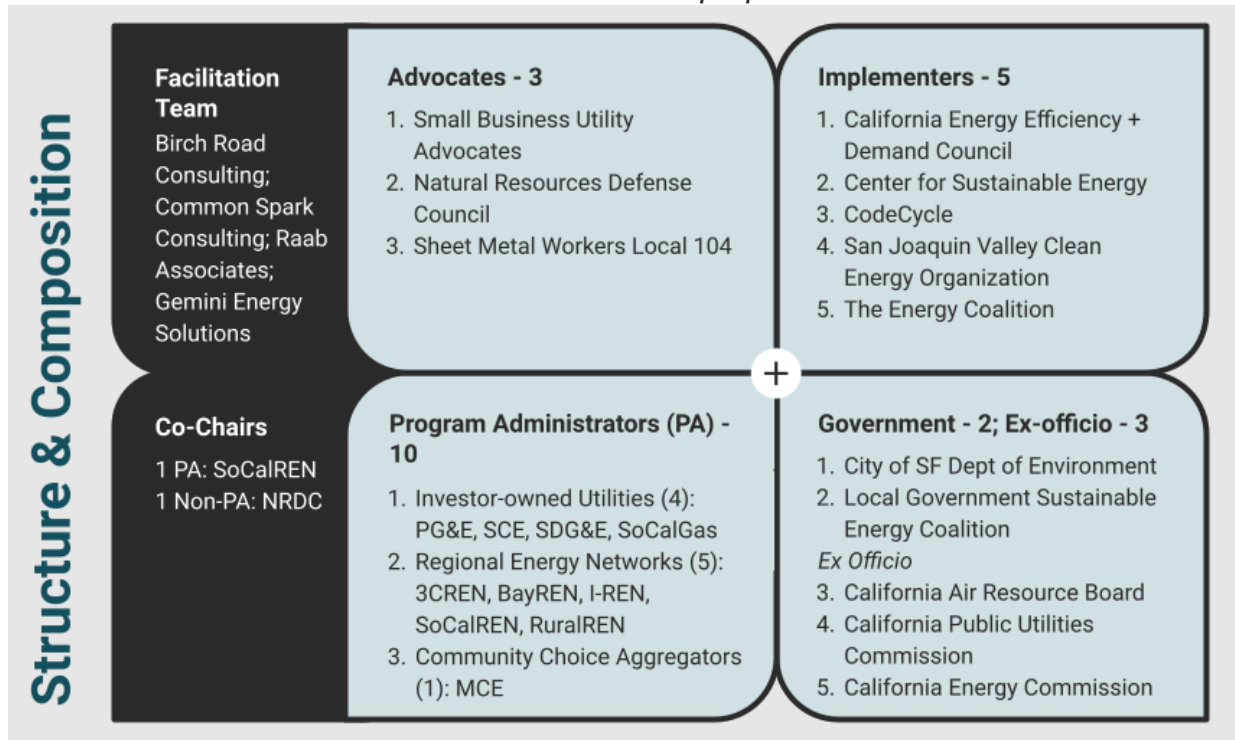 Structure & Composition
Facilitation
Team
Birch Road
Consulting;
Common Spark
Consulting; Raab
Associates;
Gemini Energy
Solutions
Advocates - 3
1. Small Business Utility
Advocates
2. Natural Resources Defense
Council
3. Sheet Metal Workers Local 104
Implementers - 5
1. California Energy Efficiency +
Demand Council
2. Center for Sustainable Energy
3. CodeCycle
4. San Joaquin Valley Clean
Energy Organization
5. The Energy Coalition
+
Co-Chairs
1 PA: SoCalREN
1 Non-PA: NRDC
Program Administrators (PA) -
10
1. Investor-owned Utilities (4):
PG&E, SCE, SDG&E, SoCalGas
2. Regional Energy Networks (5):
3CREN, BayREN, I-REN,
SoCalREN, RuralREN
3. Community Choice Aggregators
(1): MCE
Government - 2; Ex-officio - 3
1. City of SF Dept of Environment
2. Local Government Sustainable
Energy Coalition
Ex Officio
3. California Air Resource Board
4. California Public Utilities
Commission
5. California Energy Commission